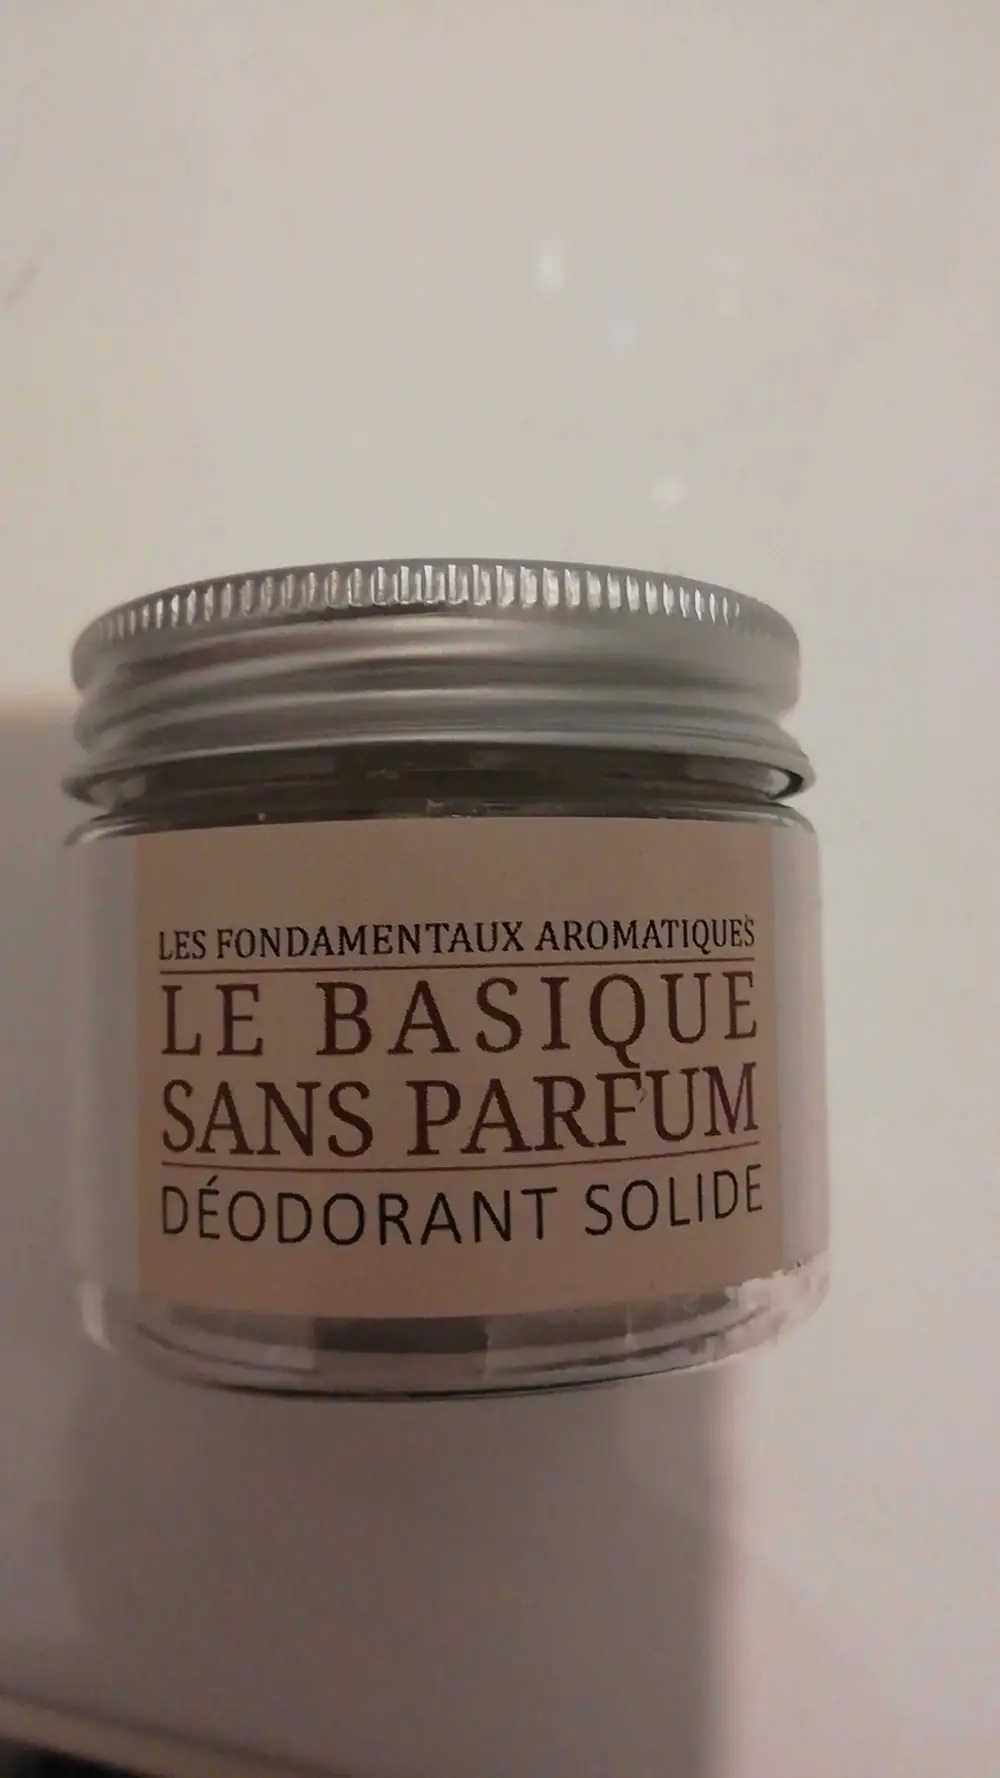 LES FONDAMENTAUX AROMATIQUES
LE BASIQUE
SANS PARFUM
DÉODORANT SOLIDE